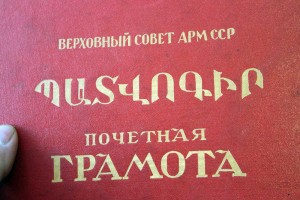 ВЕРХОВНЫЙ СОВЕТ АРМ ССР
ՊԱՏՎՈԳԻՐ
ПОЧЕТНАЯ
ГРАМОТА